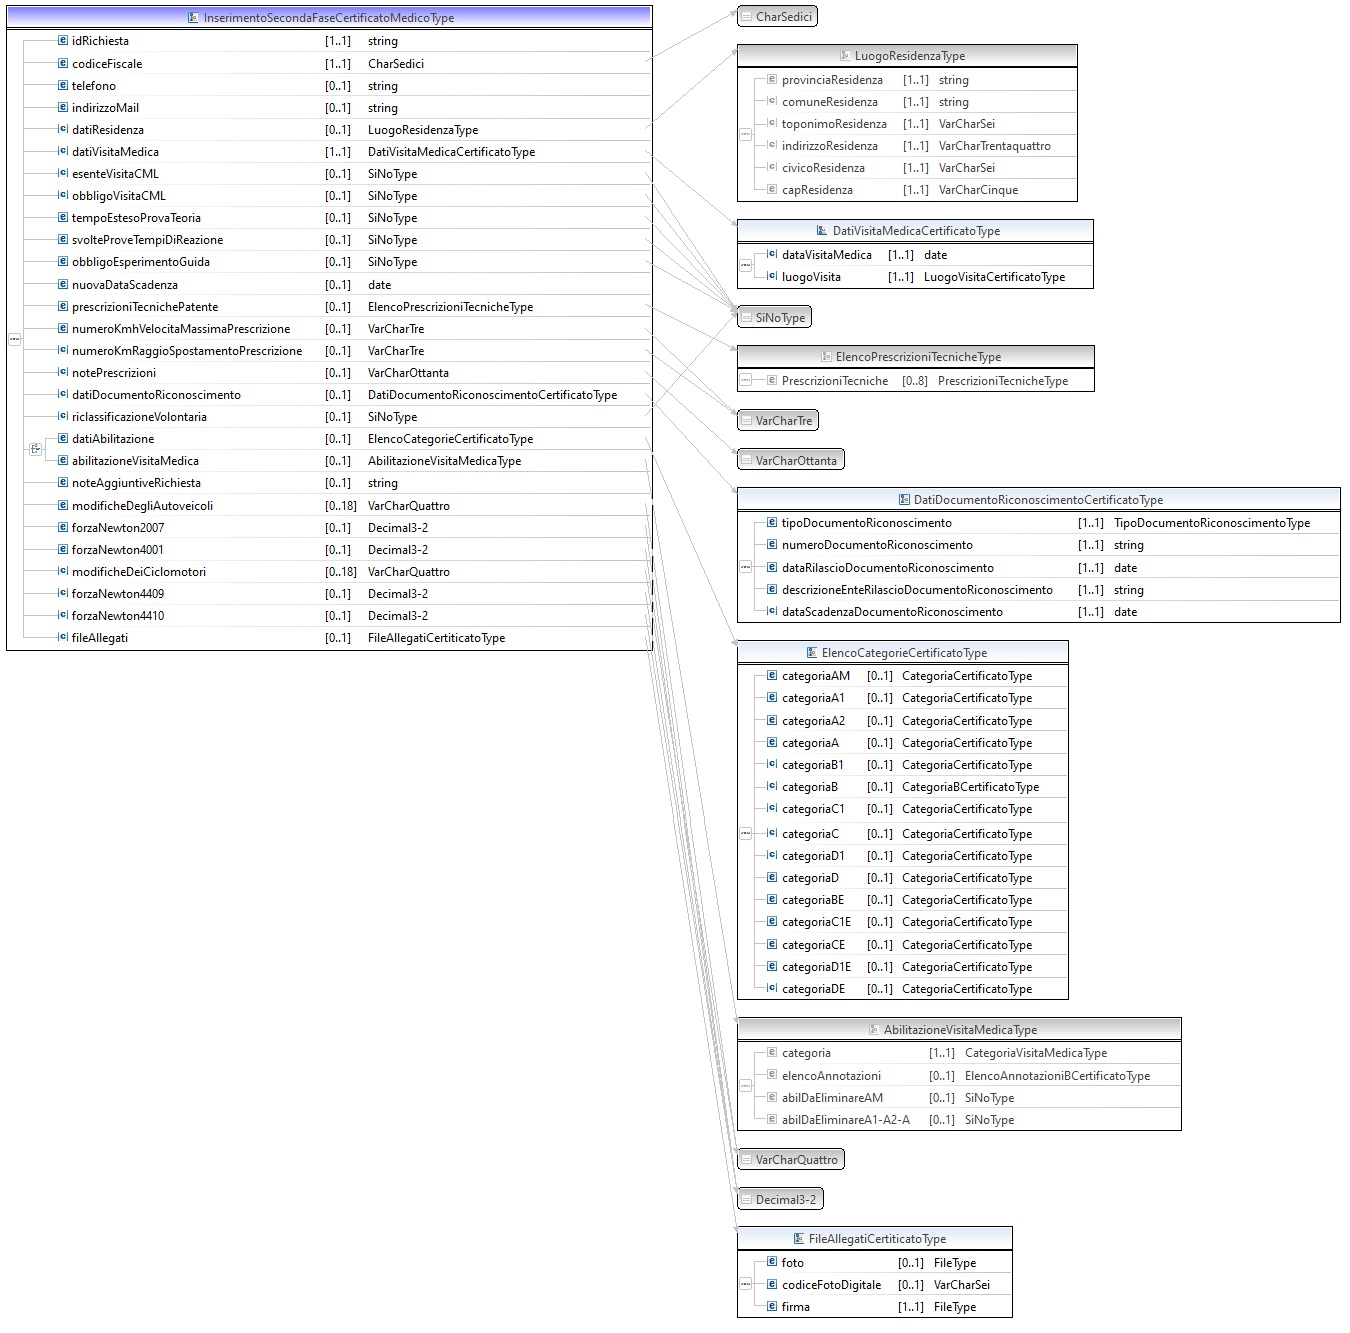 InserimentoSecondaFaseCertificatoMedicoType
idRichiesta [1..1] string
codiceFiscale [1..1] CharSedici
telefono [0..1] string
indirizzoMail [0..1] string
datiResidenza [0..1] LuogoResidenzaType
datiVisitaMedica [1..1] DatiVisitaMedicaCertificatoType
esenteVisitaCML [0..1] SiNoType
obbligoVisitaCML [0..1] SiNoType
tempoEstesoProvaTeoria [0..1] SiNoType
svolteProveTempiDiReazione [0..1] SiNoType
obbligoEsperimentoGuida [0..1] SiNoType
nuovaDataScadenza [0..1] date
prescrizioniTecnichePatente [0..1] ElencoPrescrizioniTecnicheType
numeroKmhVelocitaMassimaPrescrizione [0..1] VarCharTre
numeroKmRaggioSpostamentoPrescrizione [0..1] VarCharTre
notePrescrizioni [0..1] VarCharOttanta
datiDocumentoRiconoscimento [0..1] DatiDocumentoRiconoscimentoCertificatoType
riclassificazioneVolontaria [0..1] SiNoType
datiAbilitazione [0..1] ElencoCategorieCertificatoType
abilitazioneVisitaMedica [0..1] AbilitazioneVisitaMedicaType
noteAggiuntiveRichiesta [0..1] string
modificheDegliAutoveicoli [0..18] VarCharQuattro
forzaNewton2007 [0..1] Decimal3-2
forzaNewton4001 [0..1] Decimal3-2
modificheDeiCiclomotori [0..18] VarCharQuattro
forzaNewton4409 [0..1] Decimal3-2
forzaNewton4410 [0..1] Decimal3-2
fileAllegati [0..1] FileAllegatiCertiticatoType
CharSedici
LuogoResidenzaType
provinciaResidenza [1..1] string
comuneResidenza [1..1] string
toponimoResidenza [1..1] VarCharSei
indirizzoResidenza [1..1] VarCharTrentaquattro
civicoResidenza [1..1] VarCharSei
capResidenza [1..1] VarCharCinque
DatiVisitaMedicaCertificatoType
dataVisitaMedica [1..1] date
luogoVisita [1..1] LuogoVisitaCertificatoType
SiNoType
ElencoPrescrizioniTecnicheType
PrescrizioniTecniche [0..8] PrescrizioniTecnicheType
VarCharTre
VarCharOttanta
DatiDocumentoRiconoscimentoCertificatoType
tipoDocumentoRiconoscimento [1..1] TipoDocumentoRiconoscimentoType
numeroDocumentoRiconoscimento [1..1] string
dataRilascioDocumentoRiconoscimento [1..1] date
descrizioneEnteRilascioDocumentoRiconoscimento [1..1] string
dataScadenzaDocumentoRiconoscimento [1..1] date
ElencoCategorieCertificatoType
categoriaAM [0..1] CategoriaCertificatoType
categoriaA1 [0..1] CategoriaCertificatoType
categoriaA2 [0..1] CategoriaCertificatoType
categoriaA [0..1] CategoriaCertificatoType
categoriaB1 [0..1] CategoriaCertificatoType
categoriaB [0..1] CategoriaBCertificatoType
categoriaC1 [0..1] CategoriaCertificatoType
categoriaC [0..1] CategoriaCertificatoType
categoriaD1 [0..1] CategoriaCertificatoType
categoriaD [0..1] CategoriaCertificatoType
categoriaBE [0..1] CategoriaCertificatoType
categoriaC1E [0..1] CategoriaCertificatoType
categoriaCE [0..1] CategoriaCertificatoType
categoriaD1E [0..1] CategoriaCertificatoType
categoriaDE [0..1] CategoriaCertificatoType
AbilitazioneVisitaMedicaType
categoria [1..1] CategoriaVisitaMedicaType
elencoAnnotazioni [0..1] ElencoAnnotazioniBCertificatoType
abilDaEliminareAM [0..1] SiNoType
abilDaEliminareA1-A2-A [0..1] SiNoType
VarCharQuattro
Decimal3-2
FileAllegatiCertiticatoType
foto [0..1] FileType
codiceFotoDigitale [0..1] VarCharSei
firma [1..1] FileType